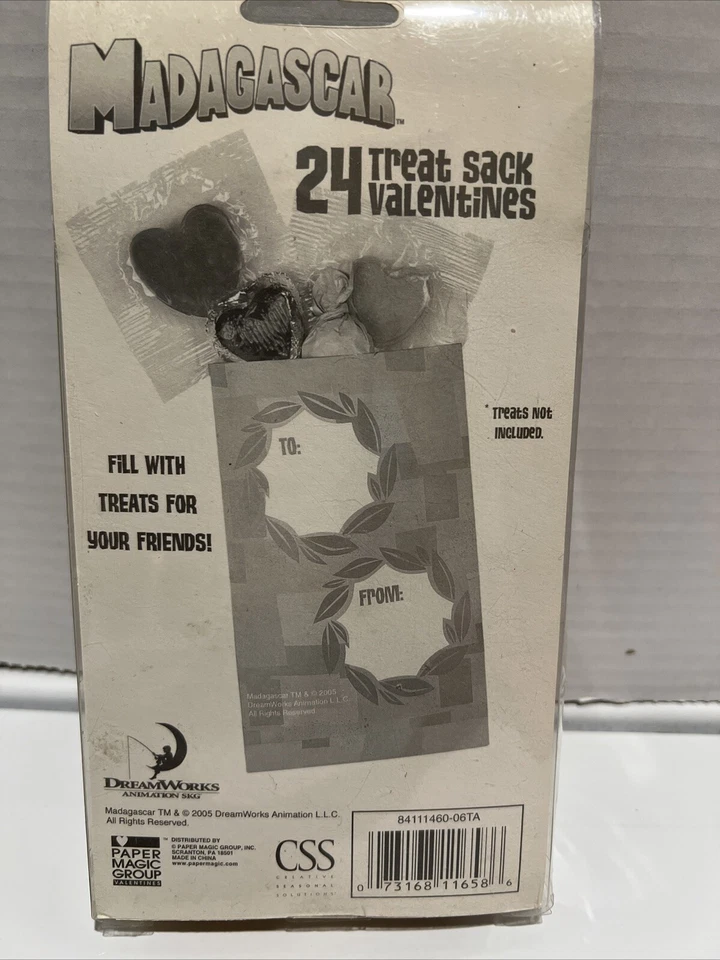 MADAGASCAR™
24 Treat Sack
Valentines
* Treats Not
Included.
TO:
FILL WITH
TREATS FOR
YOUR FRIENDS!
FROM:
Madagascar TM & © 2005
DreamWorks Animation L.L.C.
All Rights Reserved
DREAMWORKS
ANIMATION SKG
Madagascar TM & © 2005 DreamWorks Animation L.L.C.
All Rights Reserved.
PAPER
MAGIC
GROUP
VALENTINES
™ DISTRIBUTED BY
© PAPER MAGIC GROUP, INC.
SCRANTON, PA 18501
MADE IN CHINA
www.papermagic.com
CSS
CREATIVE
SEASONAL
SOLUTIONS
84111460-06TA
0 73168 11658 6